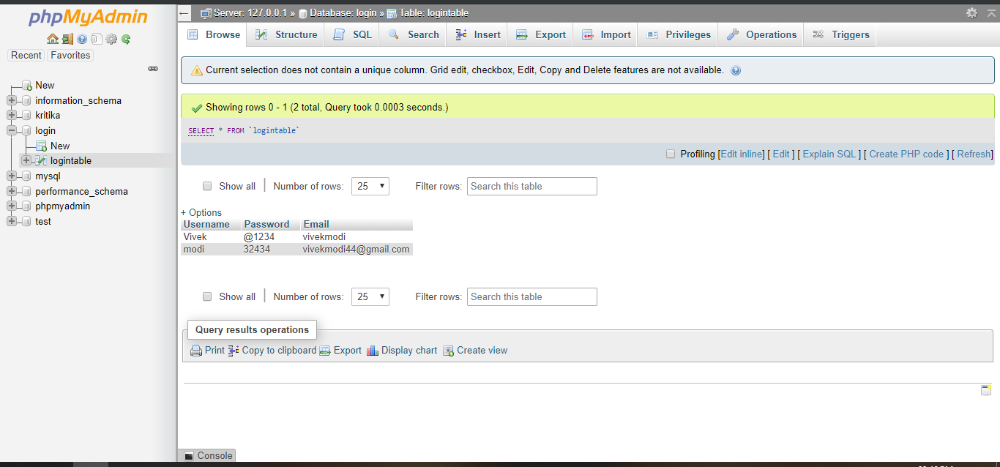 phpMyAdmin
Recent Favorites
New
information_schema
kritika
login
New
logintable
mysql
performance_schema
phpmyadmin
test
Server: 127.0.0.1 » Database: login » Table: logintable
Browse Structure SQL Search Insert Export Import Privileges Operations Triggers
Current selection does not contain a unique column. Grid edit, checkbox, Edit, Copy and Delete features are not available.
Showing rows 0 - 1 (2 total, Query took 0.0003 seconds.)
SELECT * FROM `logintable`
Profiling [Edit inline] [ Edit ] [ Explain SQL ] [ Create PHP code ] [ Refresh]
Show all | Number of rows: 25 Filter rows: Search this table
+ Options
Username Password Email
Vivek @1234 vivekmodi
modi 32434 vivekmodi44@gmail.com
Show all | Number of rows: 25 Filter rows: Search this table
Query results operations
Print Copy to clipboard Export Display chart Create view
Console